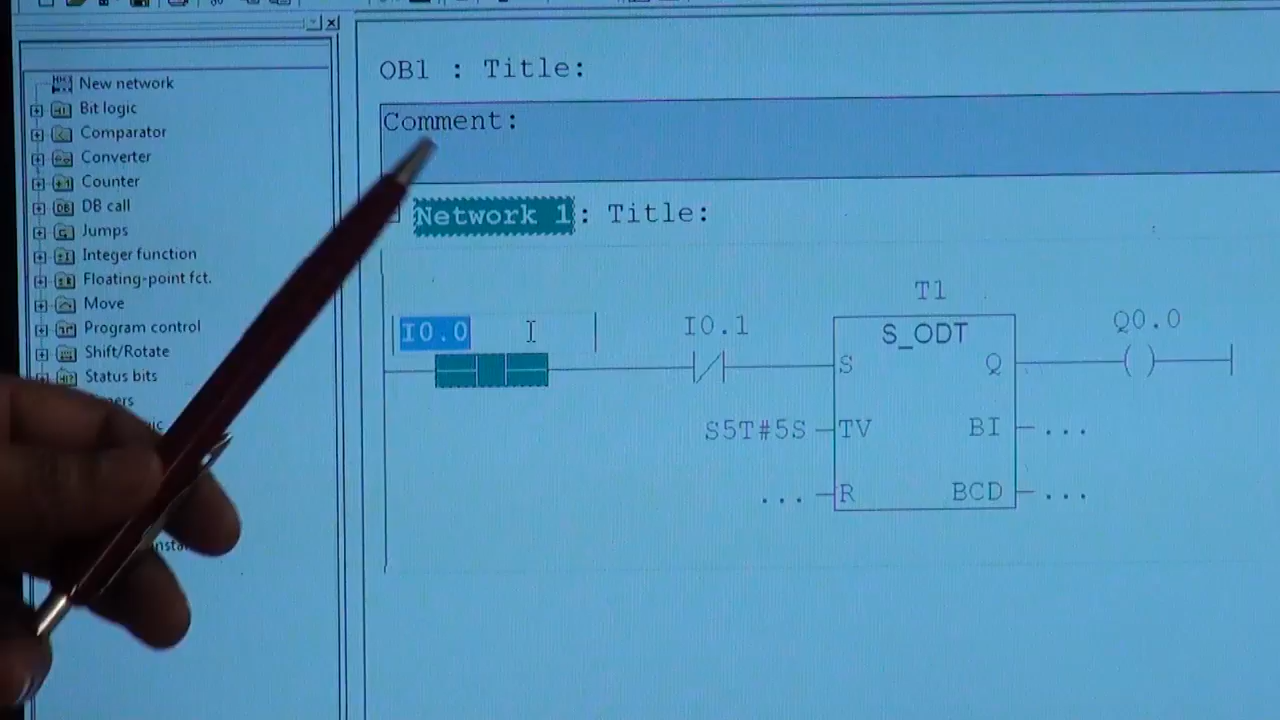 New network
Bit logic
Comparator
Converter
Counter
DB call
Jumps
Integer function
Floating-point fct.
Move
Program control
Shift/Rotate
Status bits
OB1 : Title:
Comment:
Network 1: Title:
T1
I0.0
I0.1
S_ODT
Q0.0
S
Q
S5T#5S
TV
BI
...
...
R
BCD
...